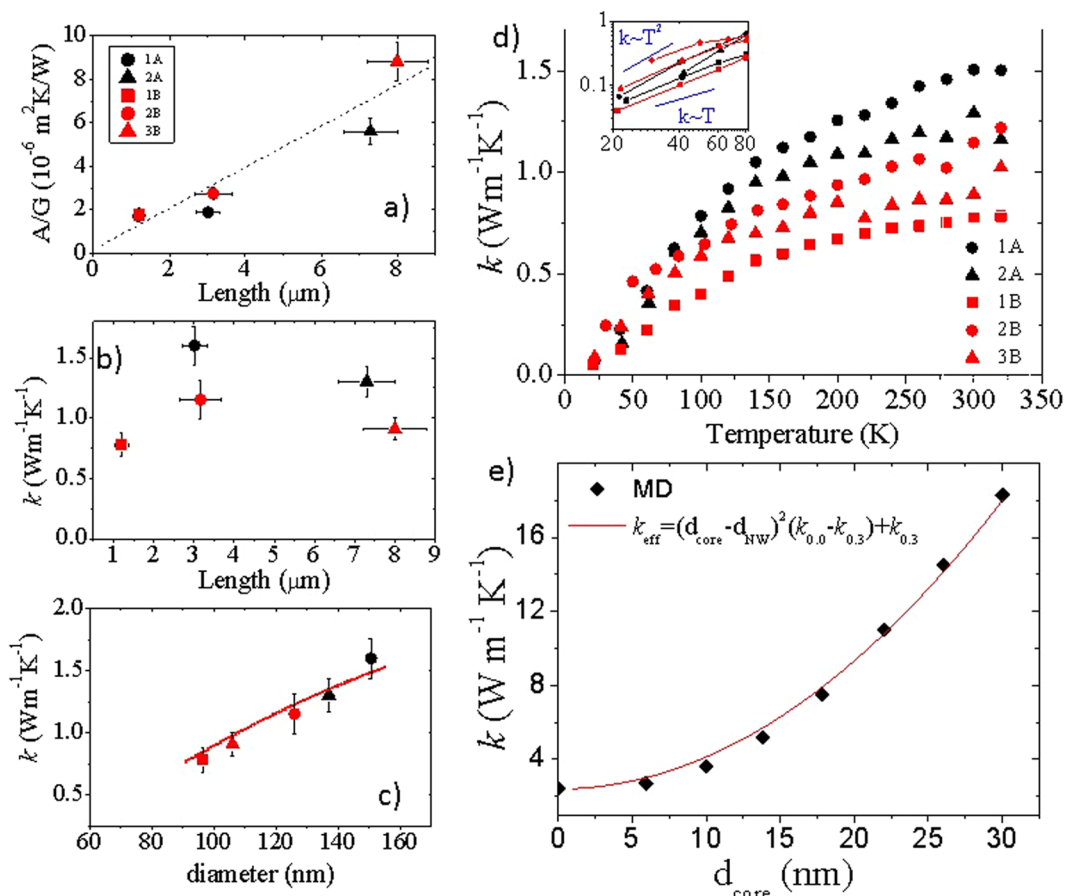 a)
A/G (10⁻⁶ m²K/W)
10
8
6
4
2
0
1A
2A
1B
2B
3B
0 2 4 6 8
Length (μm)
b)
k (Wm⁻¹K⁻¹)
1.5
1.0
0.5
0.0
1 2 3 4 5 6 7 8 9
Length (μm)
c)
k (Wm⁻¹K⁻¹)
2.0
1.5
1.0
0.5
60 80 100 120 140 160
diameter (nm)
d)
k (Wm⁻¹K⁻¹)
1.5
1.0
0.5
0.0
1
0.1
k~T²
k~T
20 40 60 80
1A
2A
1B
2B
3B
0 50 100 150 200 250 300 350
Temperature (K)
e)
k (W m⁻¹ K⁻¹)
16
12
8
4
MD
k_eff=(d_core-d_NW)²(k_0.0-k_0.3)+k_0.3
0 5 10 15 20 25 30
d_core (nm)